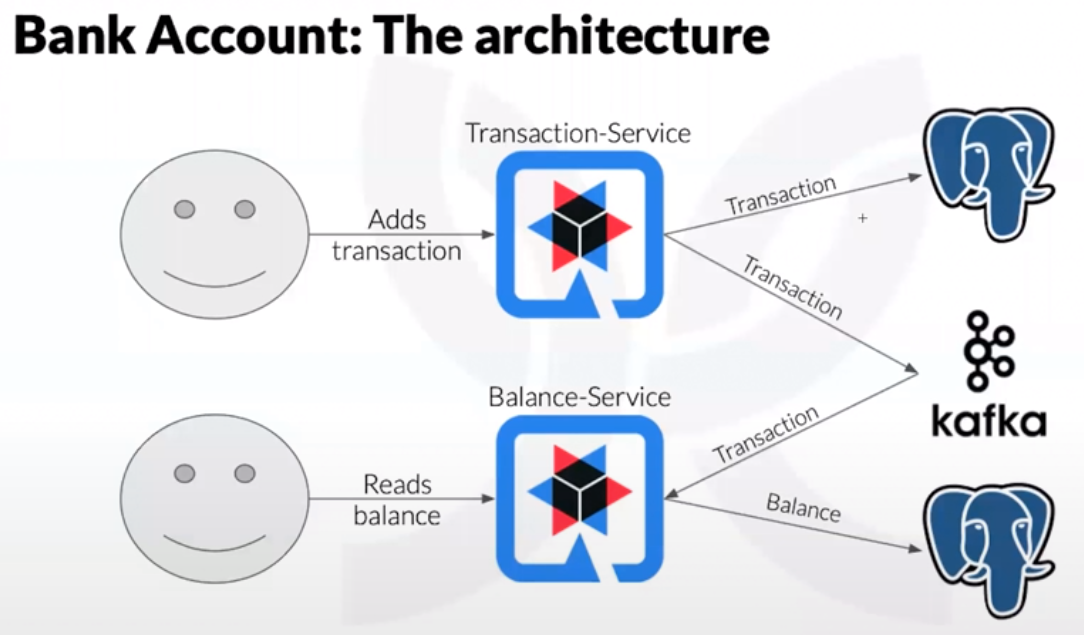 Bank Account: The architecture
Transaction-Service
Adds
transaction
Transaction
Transaction
kafka
Balance-Service
Transaction
Reads
balance
Balance